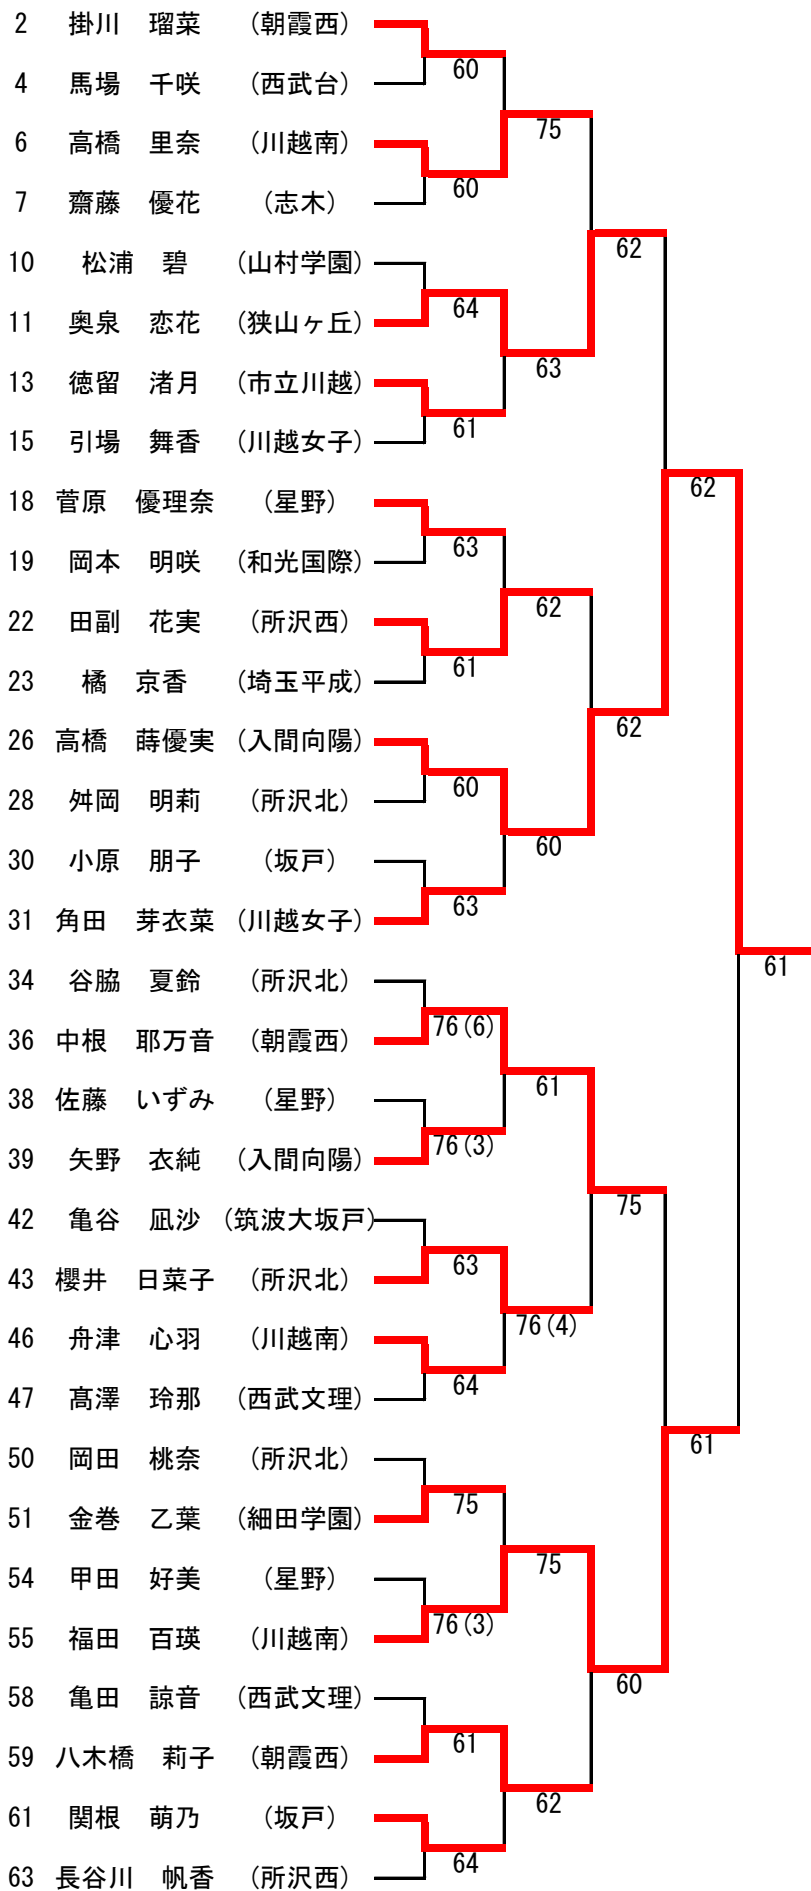 2 掛川 瑠菜 (朝霞西)
60
4 馬場 千咲 (西武台)
75
6 高橋 里奈 (川越南)
60
7 齋藤 優花 (志木)
62
10 松浦 碧 (山村学園)
64
11 奥泉 恋花 (狭山ヶ丘)
63
13 徳留 渚月 (市立川越)
61
15 引場 舞香 (川越女子)
62
18 菅原 優理奈 (星野)
63
19 岡本 明咲 (和光国際)
62
22 田副 花実 (所沢西)
61
23 橘 京香 (埼玉平成)
62
26 高橋 蒔優実 (入間向陽)
60
28 舛岡 明莉 (所沢北)
60
30 小原 朋子 (坂戸)
63
31 角田 芽衣菜 (川越女子)
61
34 谷脇 夏鈴 (所沢北)
76(6)
36 中根 耶万音 (朝霞西)
61
38 佐藤 いずみ (星野)
76(3)
39 矢野 衣純 (入間向陽)
75
42 亀谷 凪沙 (筑波大坂戸)
63
43 櫻井 日菜子 (所沢北)
76(4)
46 舟津 心羽 (川越南)
64
47 髙澤 玲那 (西武文理)
61
50 岡田 桃奈 (所沢北)
75
51 金巻 乙葉 (細田学園)
75
54 甲田 好美 (星野)
76(3)
55 福田 百瑛 (川越南)
60
58 亀田 諒音 (西武文理)
61
59 八木橋 莉子 (朝霞西)
62
61 関根 萌乃 (坂戸)
64
63 長谷川 帆香 (所沢西)